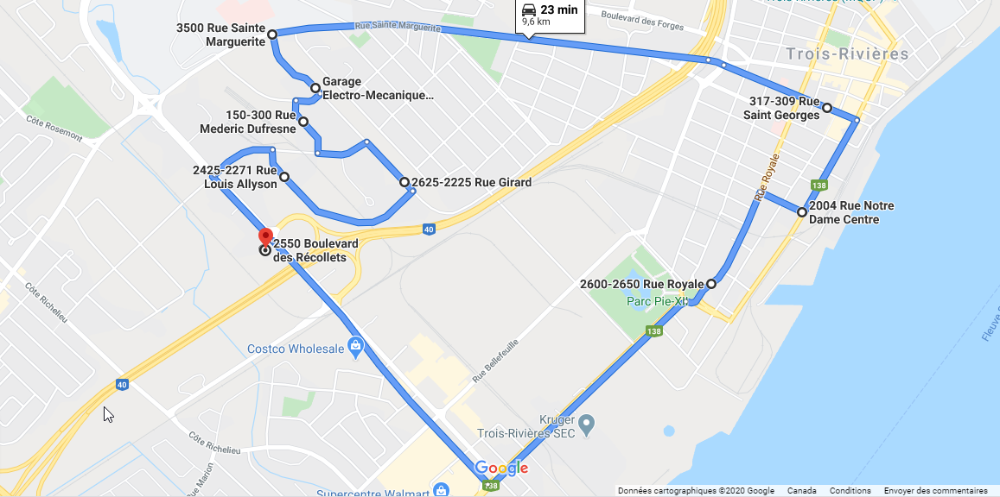 23 min
9,6 km
Boulevard des Forges
3500 Rue Sainte
Marguerite
Rue Sainte Marguerite
Trois-Rivières
Garage
Electro-Mecanique...
317-309 Rue
Saint Georges
150-300 Rue
Mederic Dufresne
Côte Rosemont
2425-2271 Rue
Louis Allyson
2625-2225 Rue Girard
Rue Royale
138
2004 Rue Notre
Dame Centre
40
2550 Boulevard
des Récollets
2600-2650 Rue Royale
Parc Pie-XII
Côte Richelieu
138
Fleuve S
Costco Wholesale
Rue Bellefeuille
40
Kruger
Trois-Rivières SEC
Côte Richelieu
Rue Marion
Google
138
Supercentre Walmart
Données cartographiques ©2020 Google
Canada
Conditions
Envoyer des commentaires